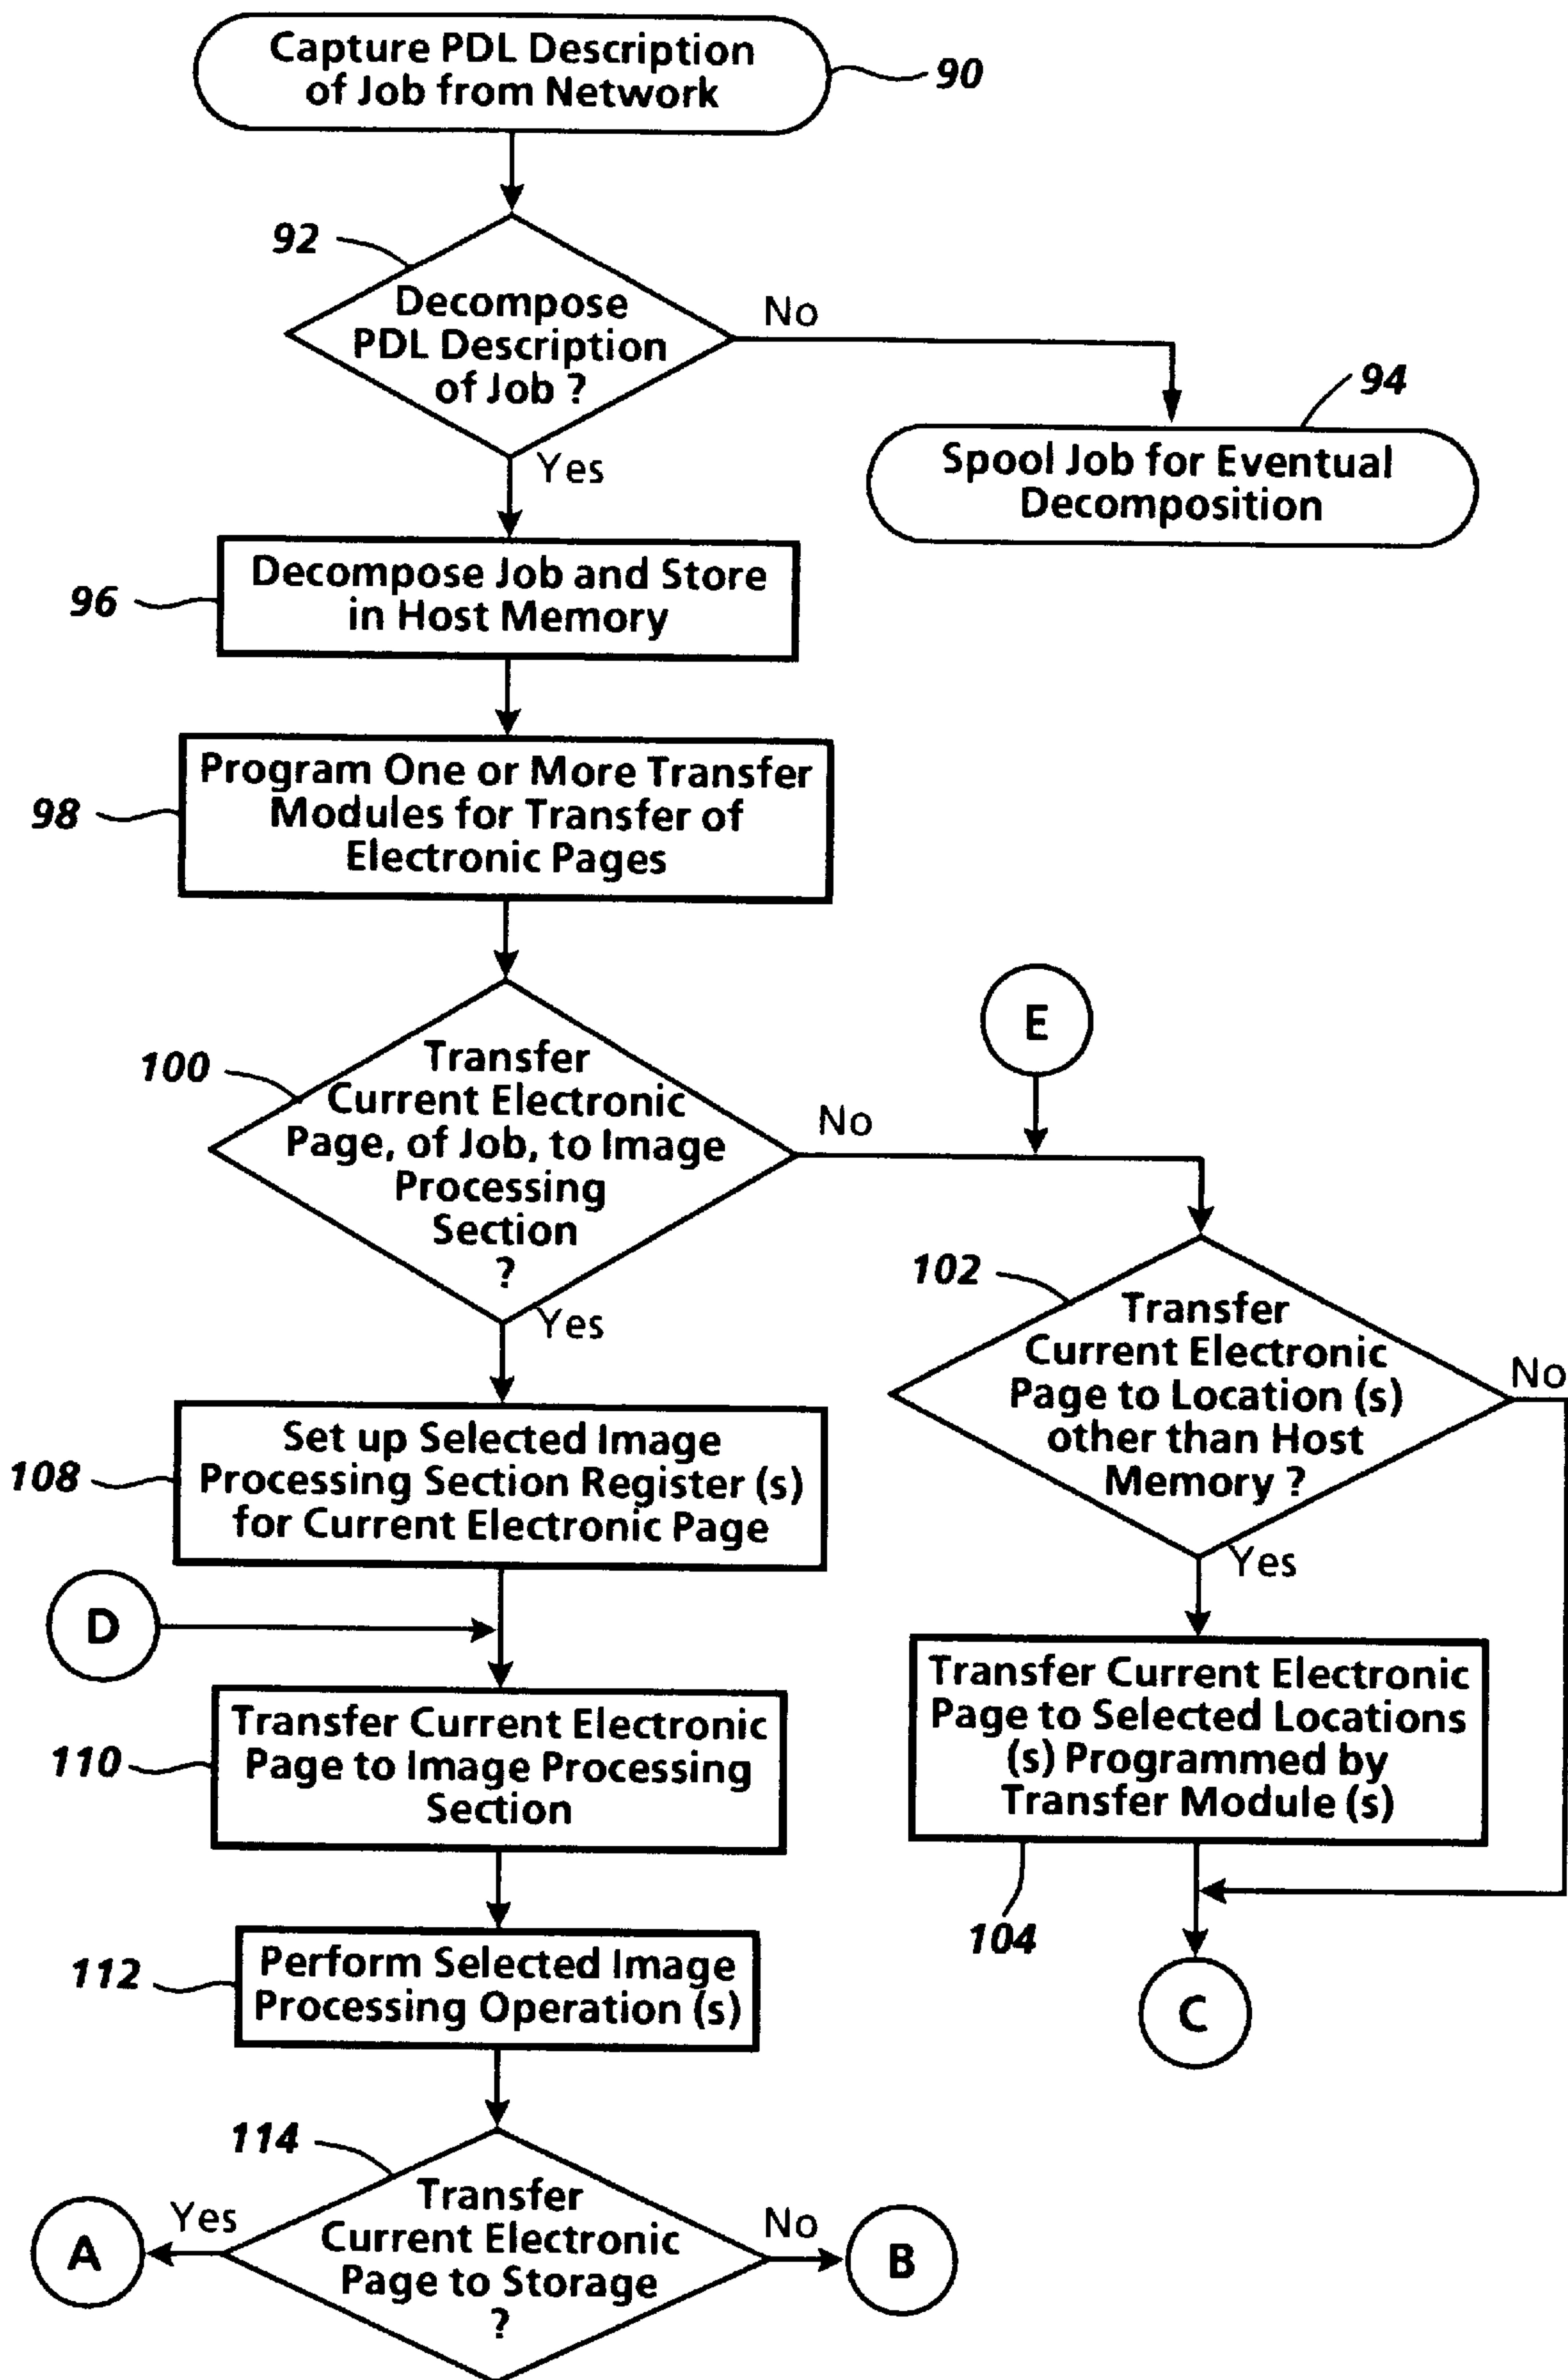 Capture PDL Description
of Job from Network
90
92
Decompose
PDL Description
of Job ?
No
Yes
94
Spool Job for Eventual
Decomposition
96
Decompose Job and Store
in Host Memory
98
Program One or More Transfer
Modules for Transfer of
Electronic Pages
E
100
Transfer
Current Electronic
Page, of Job, to Image
Processing
Section
?
No
Yes
102
Transfer
Current Electronic
Page to Location (s)
other than Host
Memory ?
No
Yes
108
Set up Selected Image
Processing Section Register (s)
for Current Electronic Page
D
Transfer Current Electronic
Page to Selected Locations
(s) Programmed by
Transfer Module (s)
104
110
Transfer Current Electronic
Page to Image Processing
Section
112
Perform Selected Image
Processing Operation (s)
C
114
Transfer
Current Electronic
Page to Storage
?
Yes
A
No
B